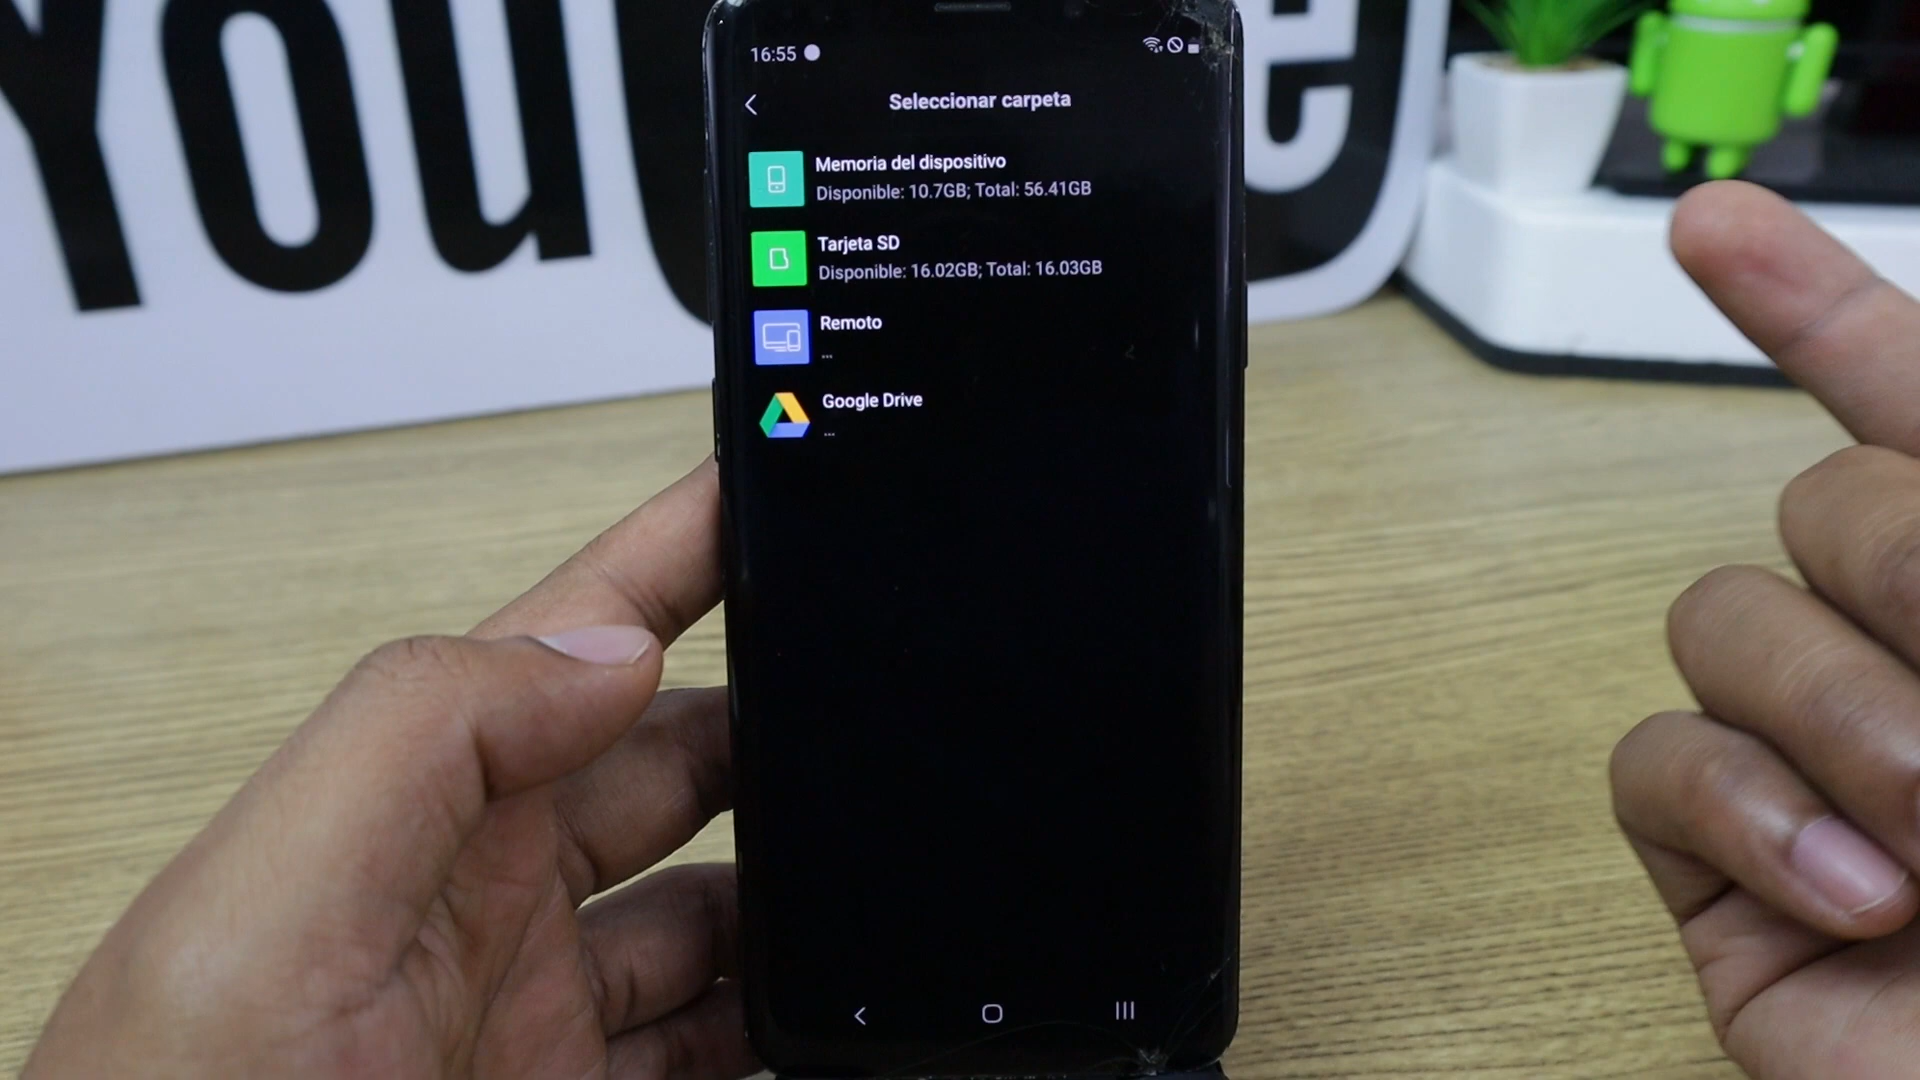 YouTube
16:55
Seleccionar carpeta
Memoria del dispositivo
Disponible: 10.7GB; Total: 56.41GB
Tarjeta SD
Disponible: 16.02GB; Total: 16.03GB
Remoto
...
Google Drive
...